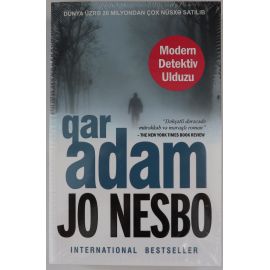 DÜNYA ÜZRƏ 20 MİLYONDAN ÇOX NÜSXƏ SATILIB
Modern
Detektiv
Ulduzu
qar
adam
"Dəhşətli dərəcədə
mürəkkəb və maraqlı roman"
- THE NEW YORK TIMES BOOK REVIEW
JO NESBO
INTERNATIONAL BESTSELLER